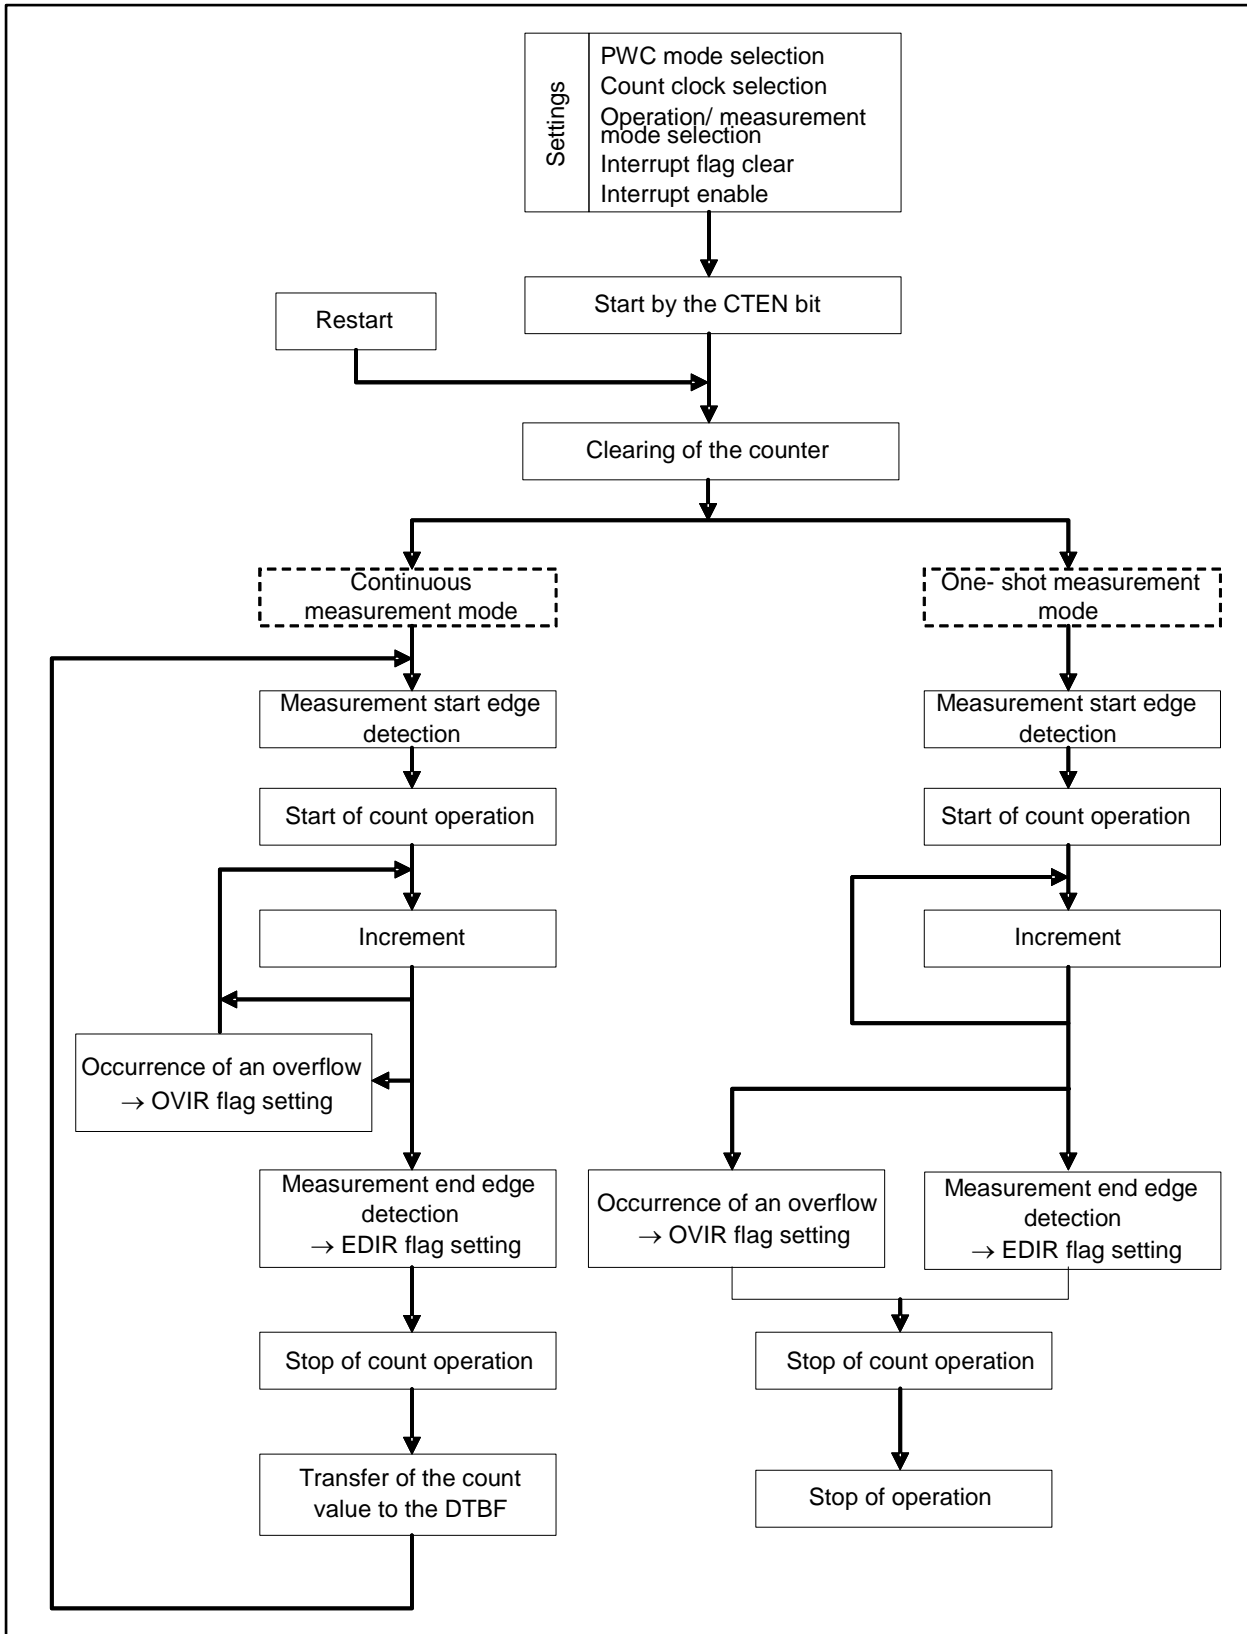 Settings
PWC mode selection
Count clock selection
Operation/ measurement
mode selection
Interrupt flag clear
Interrupt enable
Start by the CTEN bit
Restart
Clearing of the counter
Continuous
measurement mode
One- shot measurement
mode
Measurement start edge
detection
Measurement start edge
detection
Start of count operation
Start of count operation
Increment
Increment
Occurrence of an overflow
→ OVIR flag setting
Measurement end edge
detection
→ EDIR flag setting
Occurrence of an overflow
→ OVIR flag setting
Measurement end edge
detection
→ EDIR flag setting
Stop of count operation
Stop of count operation
Transfer of the count
value to the DTBF
Stop of operation